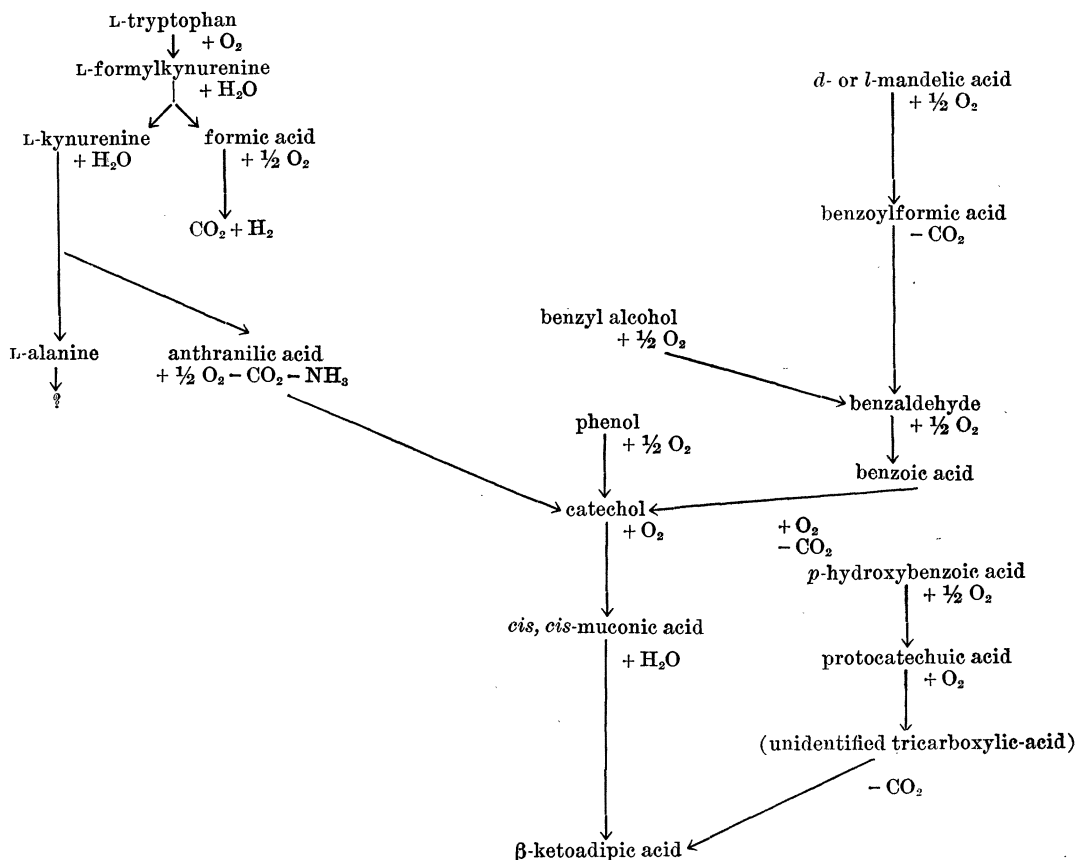 L-tryptophan
+ O₂
L-formylkynurenine
+ H₂O
L-kynurenine
+ H₂O
formic acid
+ ½ O₂
CO₂ + H₂
L-alanine
?
anthranilic acid
+ ½ O₂ – CO₂ – NH₃
d- or l-mandelic acid
+ ½ O₂
benzoylformic acid
– CO₂
benzyl alcohol
+ ½ O₂
benzaldehyde
+ ½ O₂
benzoic acid
+ O₂
– CO₂
phenol
+ ½ O₂
catechol
+ O₂
cis, cis-muconic acid
+ H₂O
p-hydroxybenzoic acid
+ ½ O₂
protocatechuic acid
+ O₂
(unidentified tricarboxylic-acid)
– CO₂
β-ketoadipic acid